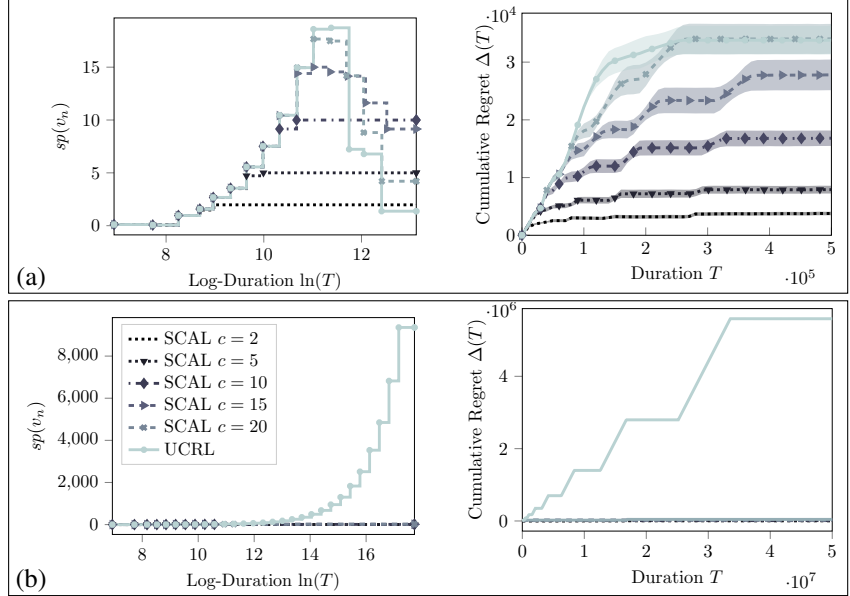 ·10⁴
15
10
5
0
sp(vₙ)
8
10
12
Log-Duration ln(T)
3
2
1
0
Cumulative Regret Δ(T)
0
1
2
3
4
5
Duration T
·10⁵
(a)
8,000
6,000
4,000
2,000
0
sp(vₙ)
SCAL c = 2
SCAL c = 5
SCAL c = 10
SCAL c = 15
SCAL c = 20
UCRL
8
10
12
14
16
Log-Duration ln(T)
·10⁶
4
2
0
Cumulative Regret Δ(T)
0
1
2
3
4
5
Duration T
·10⁷
(b)